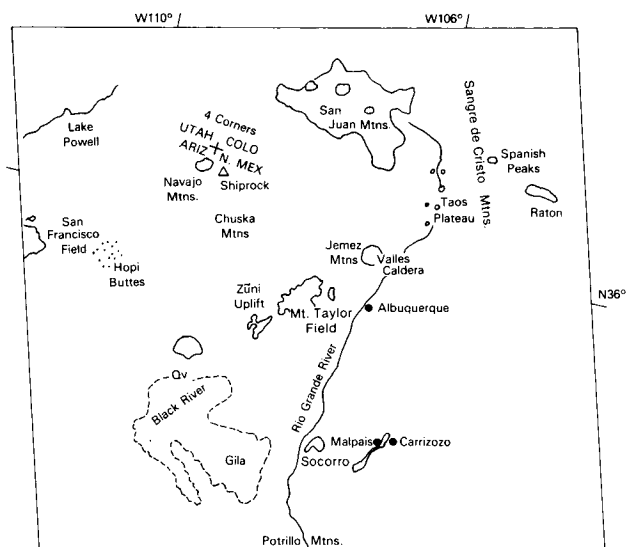 W110°
W106°
Lake
Powell
4 Corners
UTAH COLO
ARIZ N. MEX
Navajo
Mtns.
Shiprock
Chuska
Mtns
San
Juan Mtns.
Sangre de Cristo Mtns.
Spanish
Peaks
Raton
Taos
Plateau
San
Francisco
Field
Hopi
Buttes
Jemez
Mtns
Valles
Caldera
Zũni
Uplift
Mt. Taylor
Field
Albuquerque
N36°
Rio Grande River
Qv
Black River
Gila
Malpais
Carrizozo
Socorro
Potrillo Mtns.